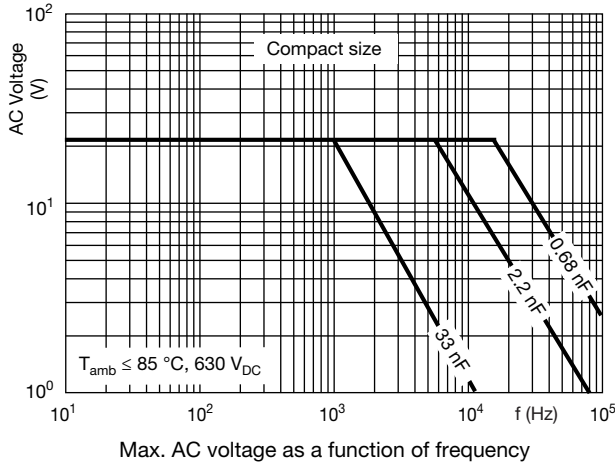 AC Voltage
(V)
10²
10¹
10⁰
Compact size
0.68 nF
2.2 nF
33 nF
T_amb ≤ 85 °C, 630 V_DC
10¹ 10² 10³ 10⁴ f (Hz) 10⁵
Max. AC voltage as a function of frequency